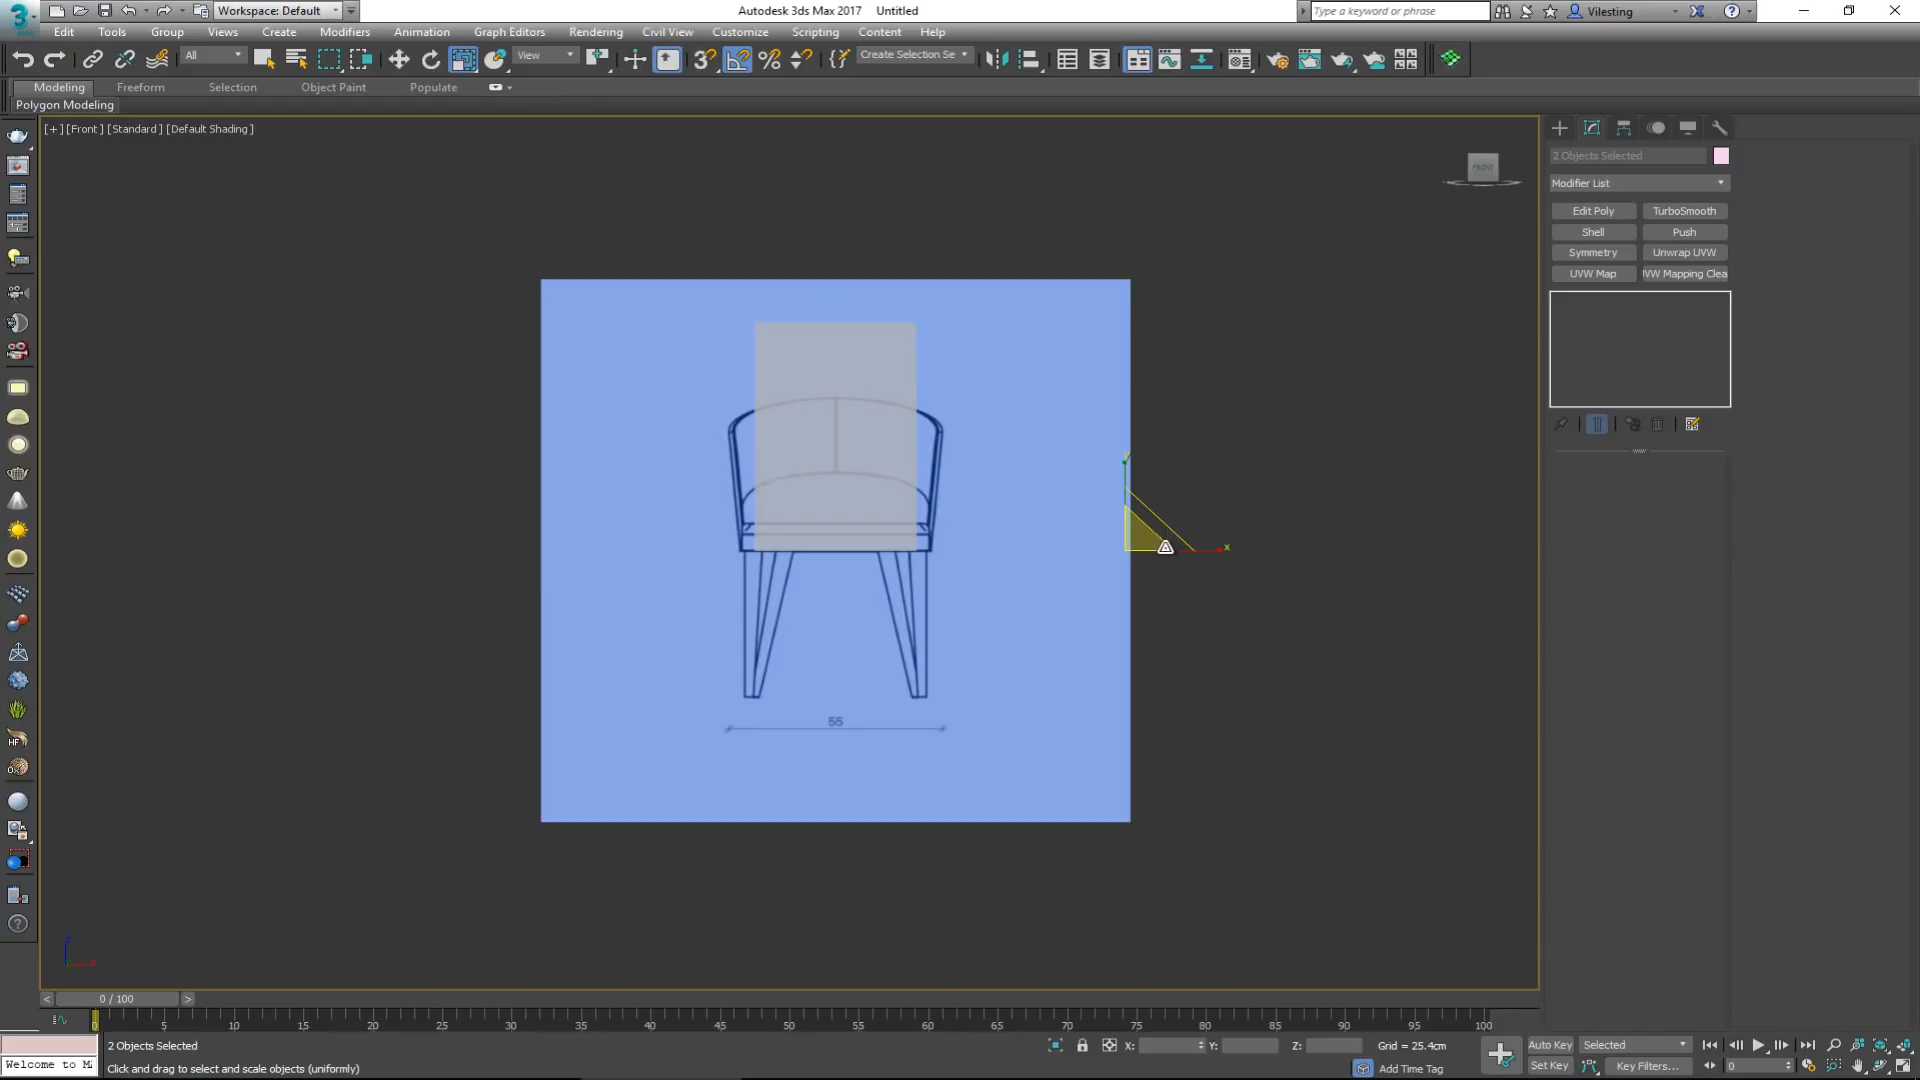 Workspace: Default
Autodesk 3ds Max 2017 Untitled
Type a keyword or phrase
Vilesting
Edit Tools Group Views Create Modifiers Animation Graph Editors Rendering Civil View Customize Scripting Content Help
All
View
Create Selection Se
Modeling Freeform Selection Object Paint Populate
Polygon Modeling
[+] [Front] [Standard] [Default Shading]
FRONT
2 Objects Selected
Modifier List
Edit Poly TurboSmooth
Shell Push
Symmetry Unwrap UVW
UVW Map VW Mapping Clea
y
x
55
HF
0 / 100
0 5 10 15 20 25 30 35 40 45 50 55 60 65 70 75 80 85 90 95 100
2 Objects Selected
X: Y: Z: Grid = 25.4cm
Auto Key Selected
Welcome to M
Click and drag to select and scale objects (uniformly)
Add Time Tag
Set Key Key Filters...
0